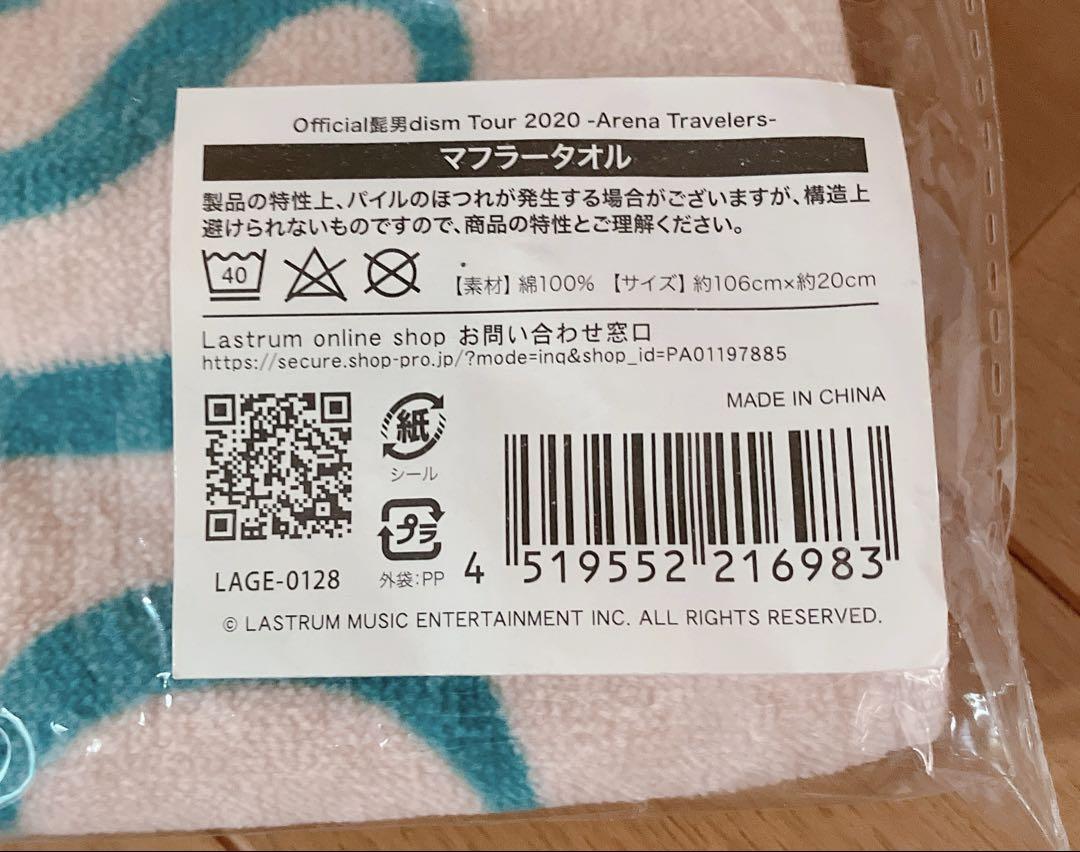 Official髭男dism Tour 2020 -Arena Travelers-
マフラータオル
製品の特性上、パイルのほつれが発生する場合がございますが、構造上
避けられないものですので、商品の特性とご理解ください。
40
【素材】綿100% 【サイズ】約106cm×約20cm
Lastrum online shop お問い合わせ窓口
https://secure.shop-pro.jp/?mode=inq&shop_id=PA01197885
MADE IN CHINA
紙
シール
プラ
外袋:PP
LAGE-0128
4 519552 216983
© LASTRUM MUSIC ENTERTAINMENT INC. ALL RIGHTS RESERVED.